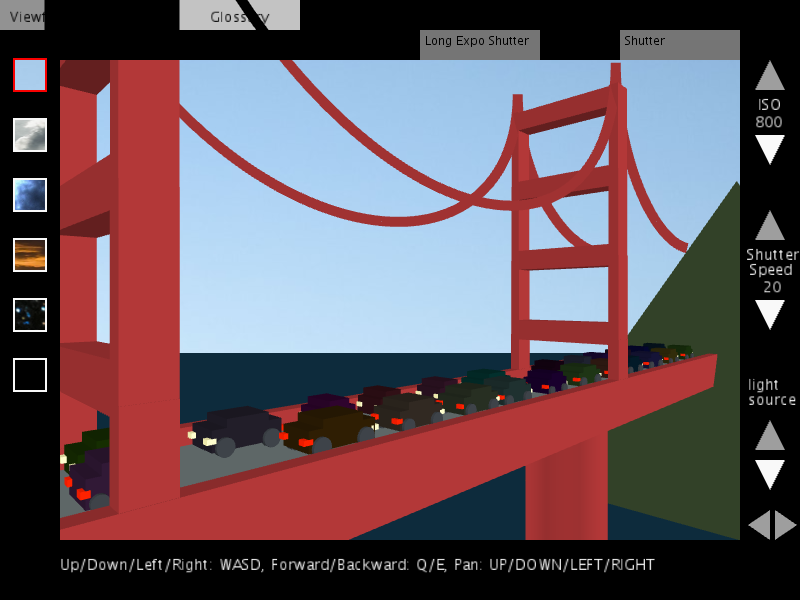 Glossary
Long Expo Shutter
Shutter
ISO
800
Shutter
Speed
20
light
source
Up/Down/Left/Right: WASD, Forward/Backward: Q/E, Pan: UP/DOWN/LEFT/RIGHT